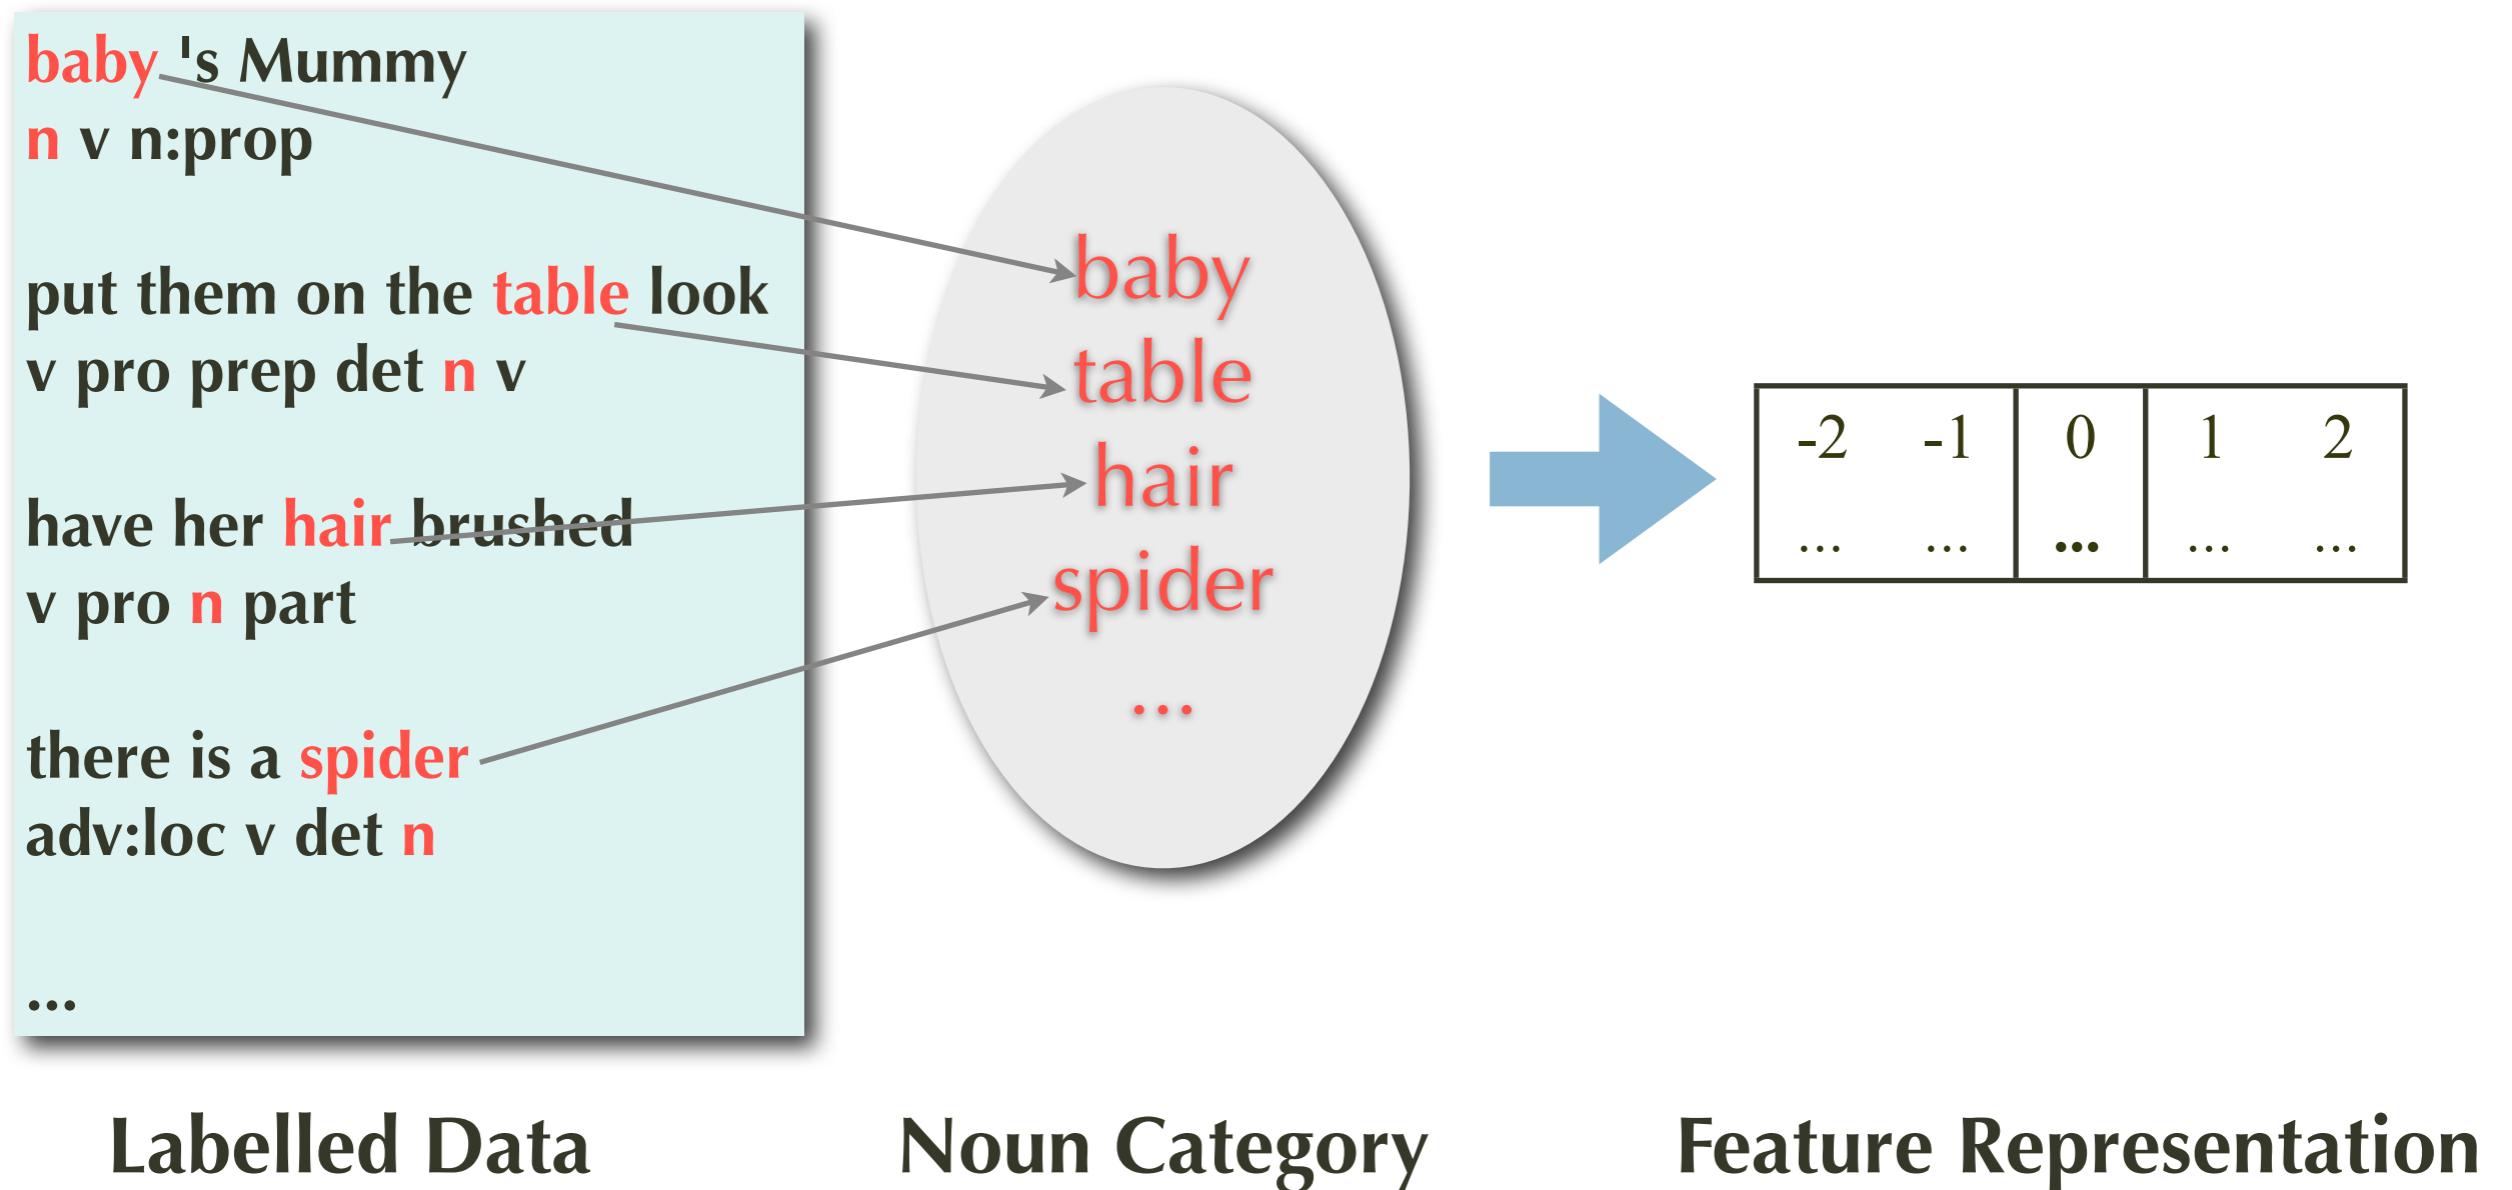 baby 's Mummy
n v n:prop
put them on the table look
v pro prep det n v
have her hair brushed
v pro n part
there is a spider
adv:loc v det n
...
baby
table
hair
spider
...
-2 -1 0 1 2
... ... ... ... ...
Labelled Data
Noun Category
Feature Representation